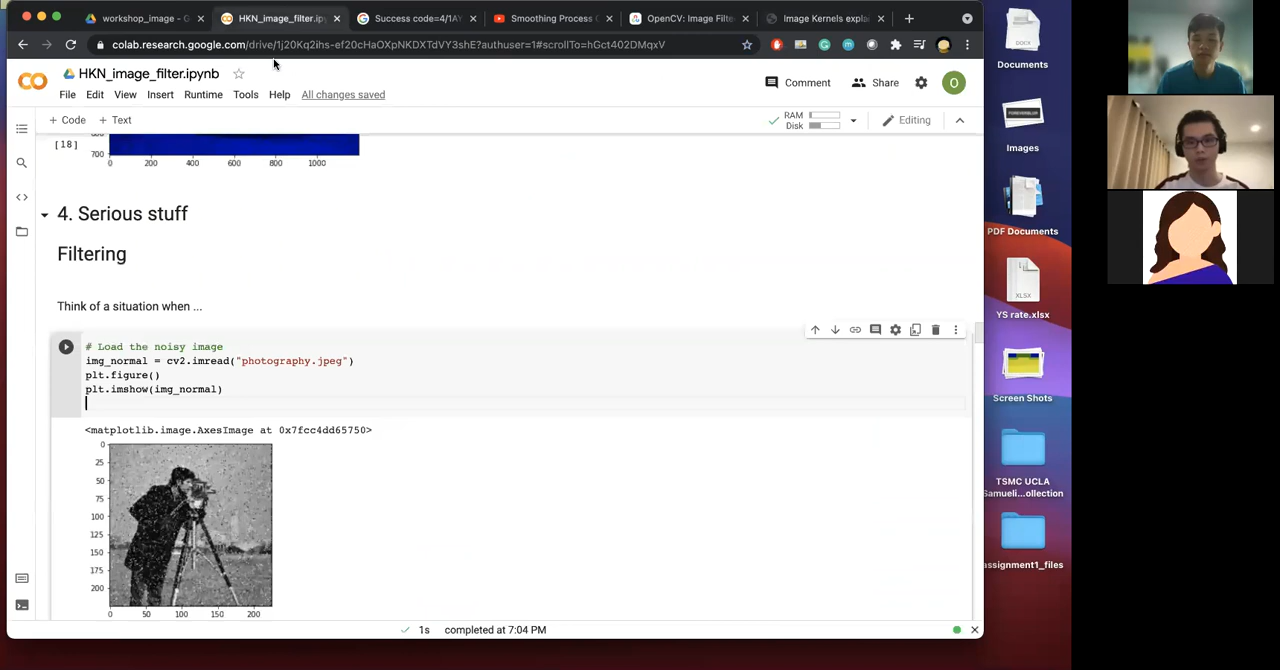 workshop_image - G
HKN_image_filter.ipy
Success code=4/1AY
Smoothing Process O
OpenCV: Image Filte
Image Kernels expla
colab.research.google.com/drive/1j20Kq2ihs-ef20cHaOXpNKDXTdVY3shE?authuser=1#scrollTo=hGct402DMqxV
HKN_image_filter.ipynb
Comment
Share
O
File Edit View Insert Runtime Tools Help All changes saved
+ Code + Text
RAM
Disk
Editing
[18]
700
0 200 400 600 800 1000
4. Serious stuff
Filtering
Think of a situation when ...
# Load the noisy image
img_normal = cv2.imread("photography.jpeg")
plt.figure()
plt.imshow(img_normal)
<matplotlib.image.AxesImage at 0x7fcc4dd65750>
0
25
50
75
100
125
150
175
200
0 50 100 150 200
1s completed at 7:04 PM
DOCX
Documents
Images
PDF Documents
XLSX
YS rate.xlsx
Screen Shots
TSMC UCLA
Samueli...ollection
assignment1_files